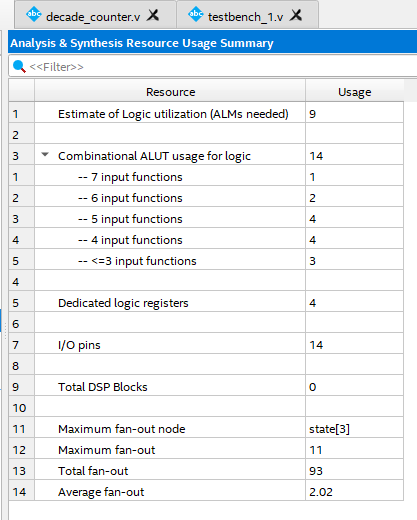 abc decade_counter.v abc testbench_1.v
Analysis & Synthesis Resource Usage Summary
<<Filter>>
Resource Usage
1 Estimate of Logic utilization (ALMs needed) 9
2
3 Combinational ALUT usage for logic 14
1 -- 7 input functions 1
2 -- 6 input functions 2
3 -- 5 input functions 4
4 -- 4 input functions 4
5 -- <=3 input functions 3
4
5 Dedicated logic registers 4
6
7 I/O pins 14
8
9 Total DSP Blocks 0
10
11 Maximum fan-out node state[3]
12 Maximum fan-out 11
13 Total fan-out 93
14 Average fan-out 2.02